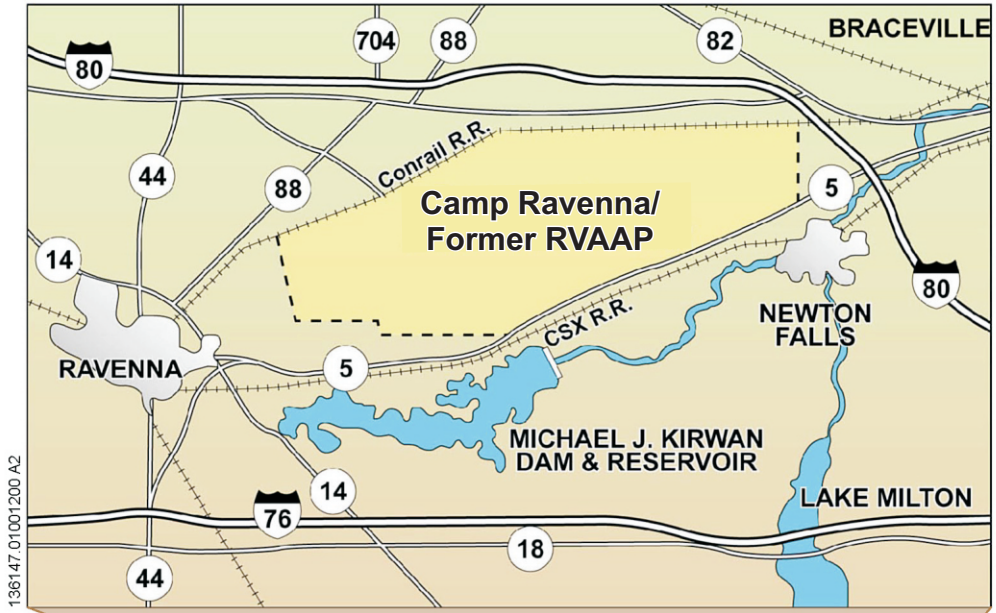 BRACEVILLE
704
88
82
80
44
Conrail R.R.
88
5
Camp Ravenna/
Former RVAAP
14
80
NEWTON
FALLS
CSX R.R.
RAVENNA
5
MICHAEL J. KIRWAN
DAM & RESERVOIR
14
LAKE MILTON
76
18
44
136147.01001200 A2